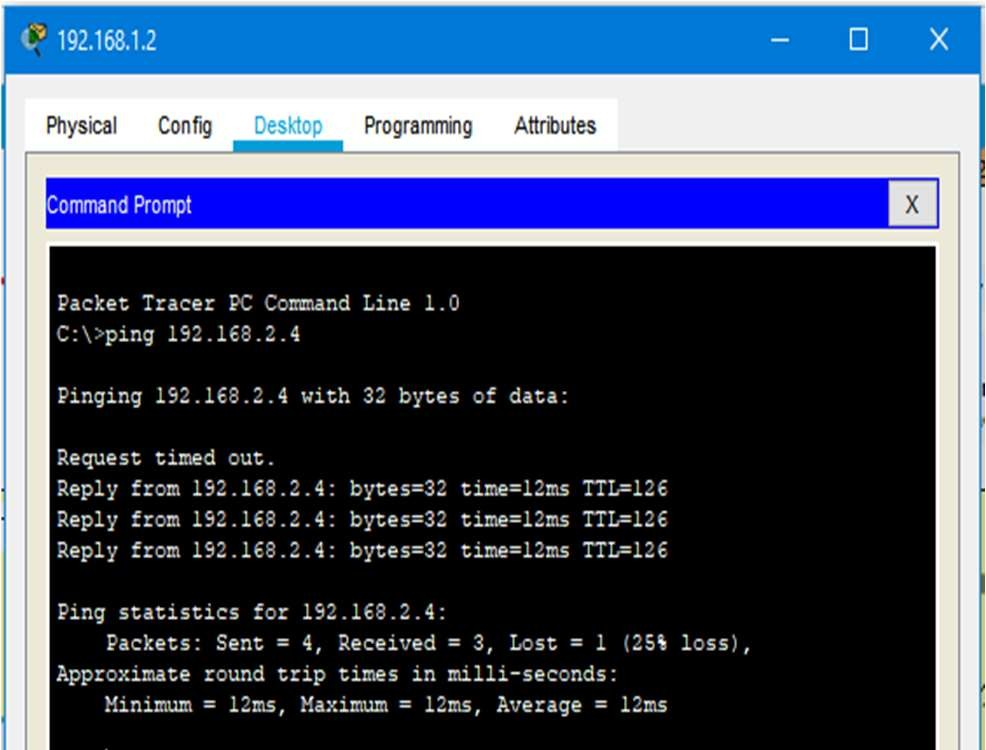 192.168.1.2
Physical Config Desktop Programming Attributes
Command Prompt X
Packet Tracer PC Command Line 1.0
C:\>ping 192.168.2.4
Pinging 192.168.2.4 with 32 bytes of data:
Request timed out.
Reply from 192.168.2.4: bytes=32 time=12ms TTL=126
Reply from 192.168.2.4: bytes=32 time=12ms TTL=126
Reply from 192.168.2.4: bytes=32 time=12ms TTL=126
Ping statistics for 192.168.2.4:
Packets: Sent = 4, Received = 3, Lost = 1 (25% loss),
Approximate round trip times in milli-seconds:
Minimum = 12ms, Maximum = 12ms, Average = 12ms